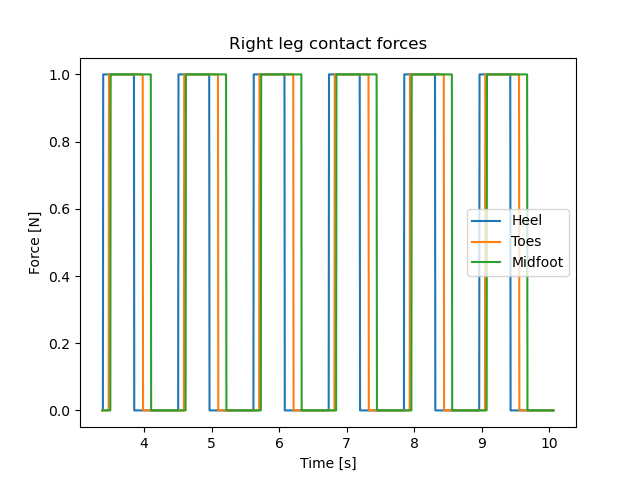 Right leg contact forces
1.0
0.8
0.6
0.4
0.2
0.0
Force [N]
Heel
Toes
Midfoot
4 5 6 7 8 9 10
Time [s]